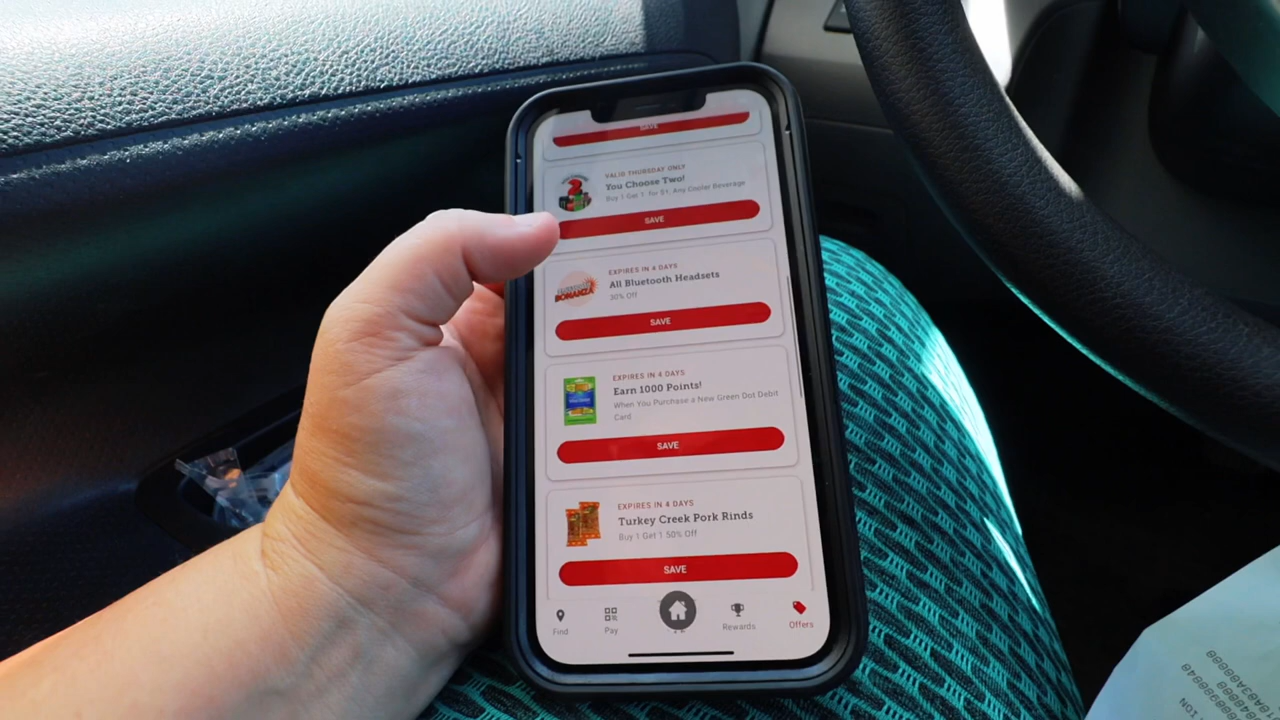 SAVE
VALID THURSDAY ONLY
You Choose Two!
Buy 1 Get 1 for $1, Any Cooler Beverage
SAVE
EXPIRES IN 4 DAYS
All Bluetooth Headsets
30% Off
BONANZA
SAVE
EXPIRES IN 4 DAYS
Earn 1000 Points!
When You Purchase a New Green Dot Debit
Card
SAVE
EXPIRES IN 4 DAYS
Turkey Creek Pork Rinds
Buy 1 Get 1 50% Off
SAVE
Find
Pay
Rewards
Offers